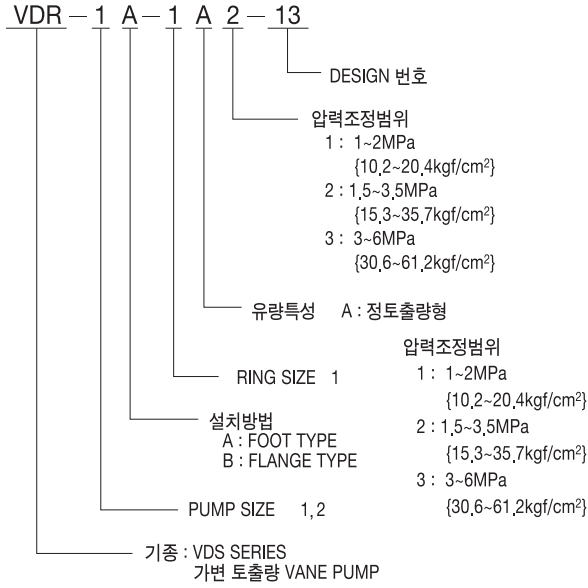 VDR - 1 A - 1 A 2 - 13
DESIGN 번호
압력조정범위
1 : 1~2MPa
{10.2~20.4kgf/cm²}
2 : 1.5~3.5MPa
{15.3~35.7kgf/cm²}
3 : 3~6MPa
{30.6~61.2kgf/cm²}
유량특성 A : 정토출량형
압력조정범위
1 : 1~2MPa
{10.2~20.4kgf/cm²}
2 : 1.5~3.5MPa
{15.3~35.7kgf/cm²}
3 : 3~6MPa
{30.6~61.2kgf/cm²}
RING SIZE 1
설치방법
A : FOOT TYPE
B : FLANGE TYPE
PUMP SIZE 1, 2
기종 : VDS SERIES
가변 토출량 VANE PUMP